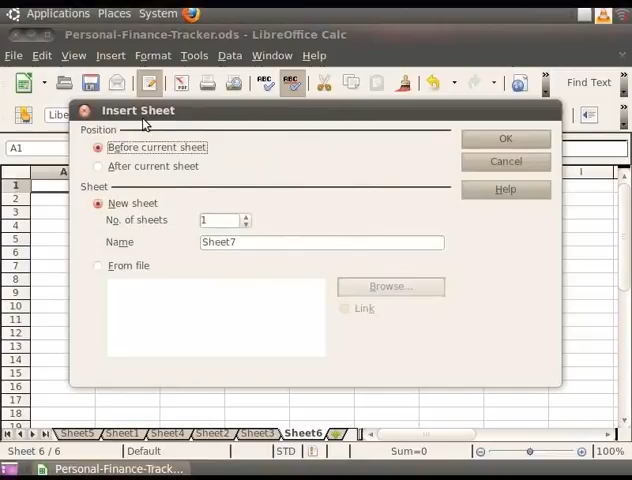 Applications Places System
Personal-Finance-Tracker.ods - LibreOffice Calc
File Edit View Insert Format Tools Data Window Help
Find Text
Insert Sheet
Libe
A1
Position
Before current sheet
After current sheet
OK
Cancel
Help
Sheet
New sheet
No. of sheets 1
Name Sheet7
From file
Browse...
Link
A
I
1
2
3
4
5
6
7
8
9
10
11
12
13
14
15
16
17
18
19
Sheet5 Sheet1 Sheet4 Sheet2 Sheet3 Sheet6
Sheet 6 / 6 Default STD Sum=0 100%
Personal-Finance-Track...